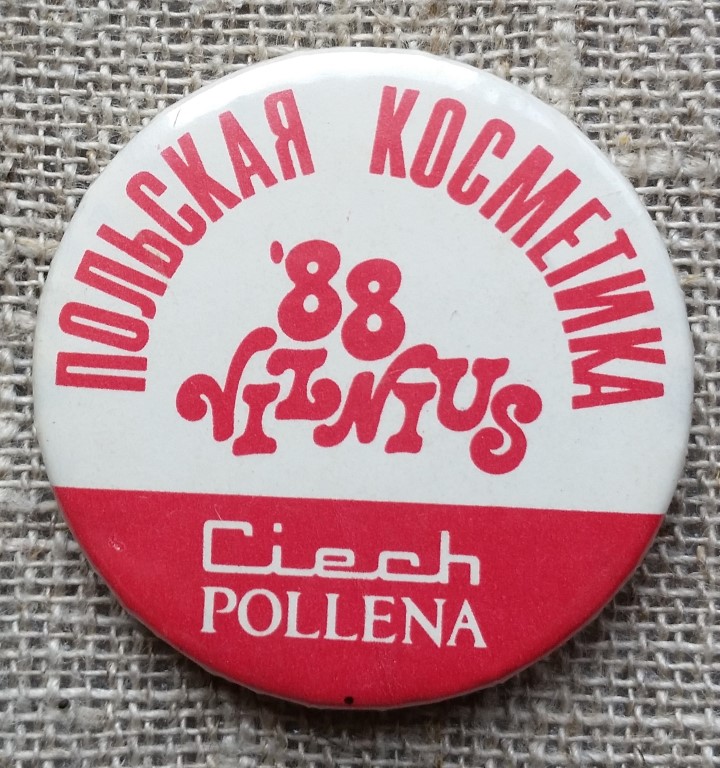 ПОЛЬСКАЯ КОСМЕТИКА
'88
VILNIUS
Ciech
POLLENA